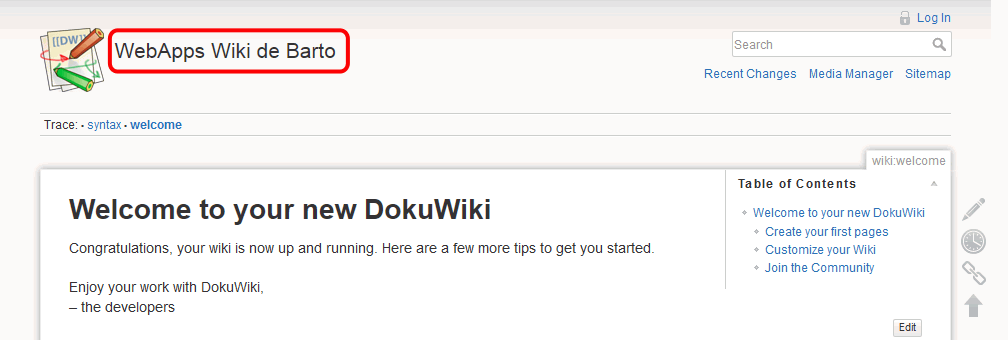 Log In
[[DW]]
WebApps Wiki de Barto
Search
Recent Changes Media Manager Sitemap
Trace: • syntax • welcome
wiki:welcome
Table of Contents
Welcome to your new DokuWiki
Create your first pages
Customize your Wiki
Join the Community
Welcome to your new DokuWiki
Congratulations, your wiki is now up and running. Here are a few more tips to get you started.
Enjoy your work with DokuWiki,
– the developers
Edit